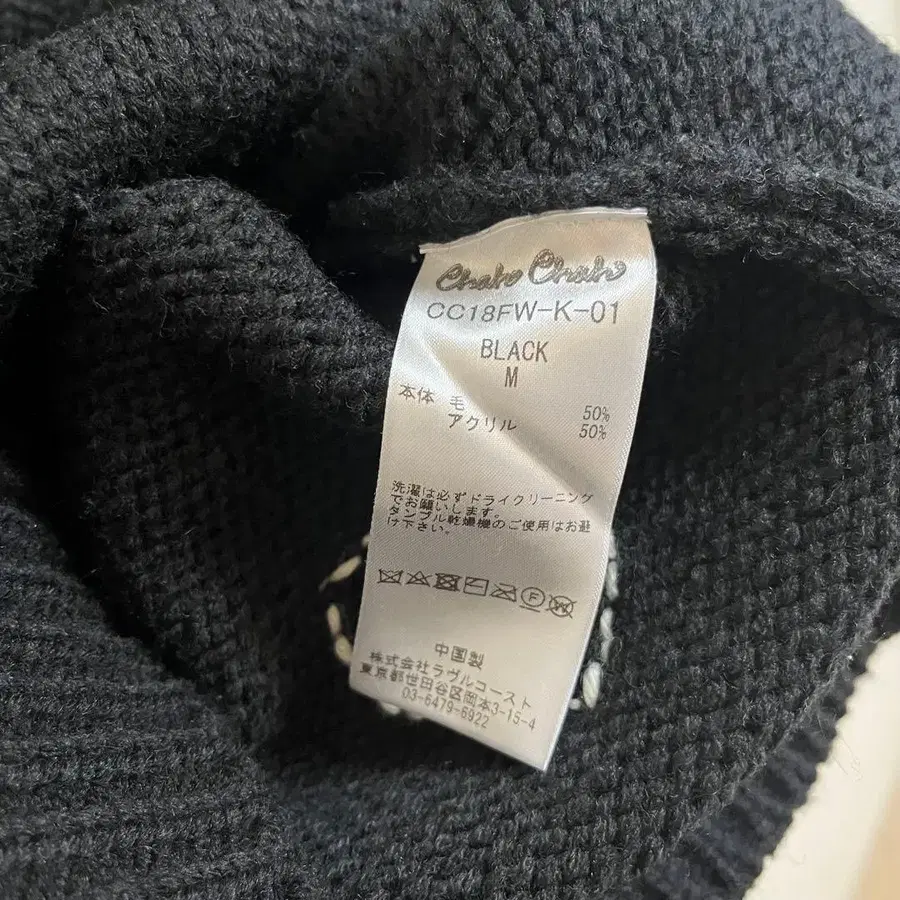 Chaho Chaho
CC18FW-K-01
BLACK
M
本体 毛 50%
アクリル 50%
洗濯は必ずドライクリーニング
でお願いします。
タンブル乾燥機のご使用はお避
け下さい。
F W
中国製
株式会社ラヴルコースト
東京都世田谷区岡本3-15-4
03-6479-6922